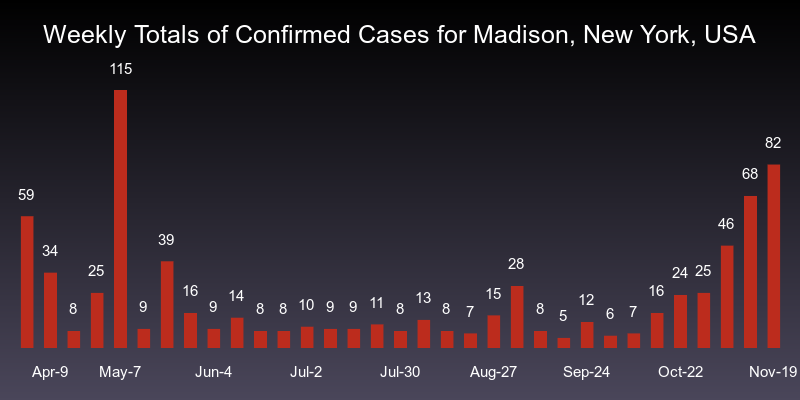 Weekly Totals of Confirmed Cases for Madison, New York, USA
59 34 8 25 115 9 39 16 9 14 8 8 10 9 9 11 8 13 8 7 15 28 8 5 12 6 7 16 24 25 46 68 82
Apr-9 May-7 Jun-4 Jul-2 Jul-30 Aug-27 Sep-24 Oct-22 Nov-19